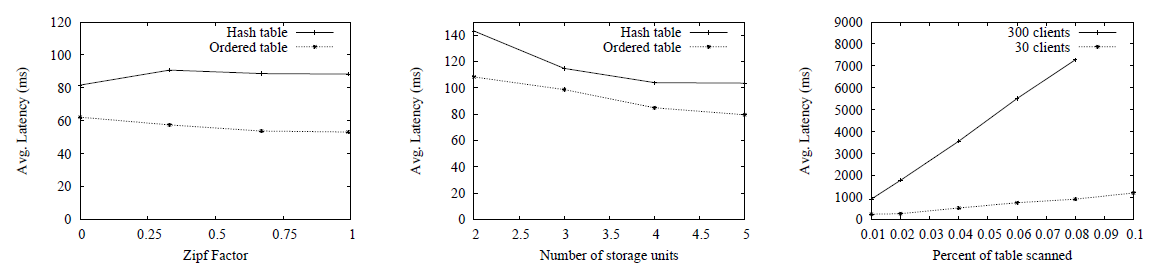 120
100
80
60
40
20
0
Avg. Latency (ms)
Hash table
Ordered table
0 0.25 0.5 0.75 1
Zipf Factor
140
120
100
80
60
40
20
0
Avg. Latency (ms)
Hash table
Ordered table
2 2.5 3 3.5 4 4.5 5
Number of storage units
9000
8000
7000
6000
5000
4000
3000
2000
1000
0
Avg. Latency (ms)
300 clients
30 clients
0.01 0.02 0.03 0.04 0.05 0.06 0.07 0.08 0.09 0.1
Percent of table scanned